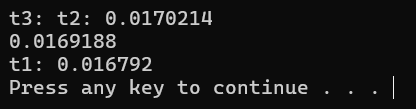 t3: t2: 0.0170214
0.0169188
t1: 0.016792
Press any key to continue . . .